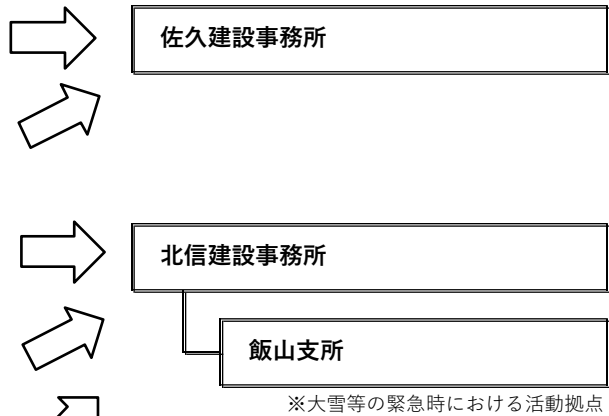 佐久建設事務所
北信建設事務所
飯山支所
※大雪等の緊急時における活動拠点